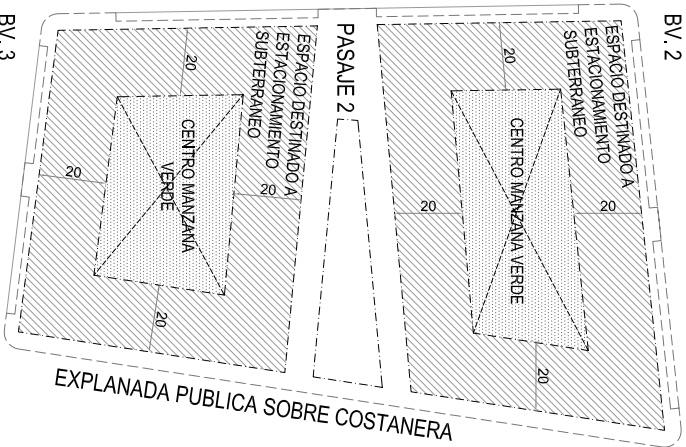 BV. 2
ESPACIO DESTINADO A
ESTACIONAMIENTO
SUBTERRANEO
20
20
CENTRO MANZANA VERDE
20
20
PASAJE 2
ESPACIO DESTINADO A
ESTACIONAMIENTO
SUBTERRANEO
20
20
CENTRO MANZANA
VERDE
20
20
BV. 3
EXPLANADA PUBLICA SOBRE COSTANERA